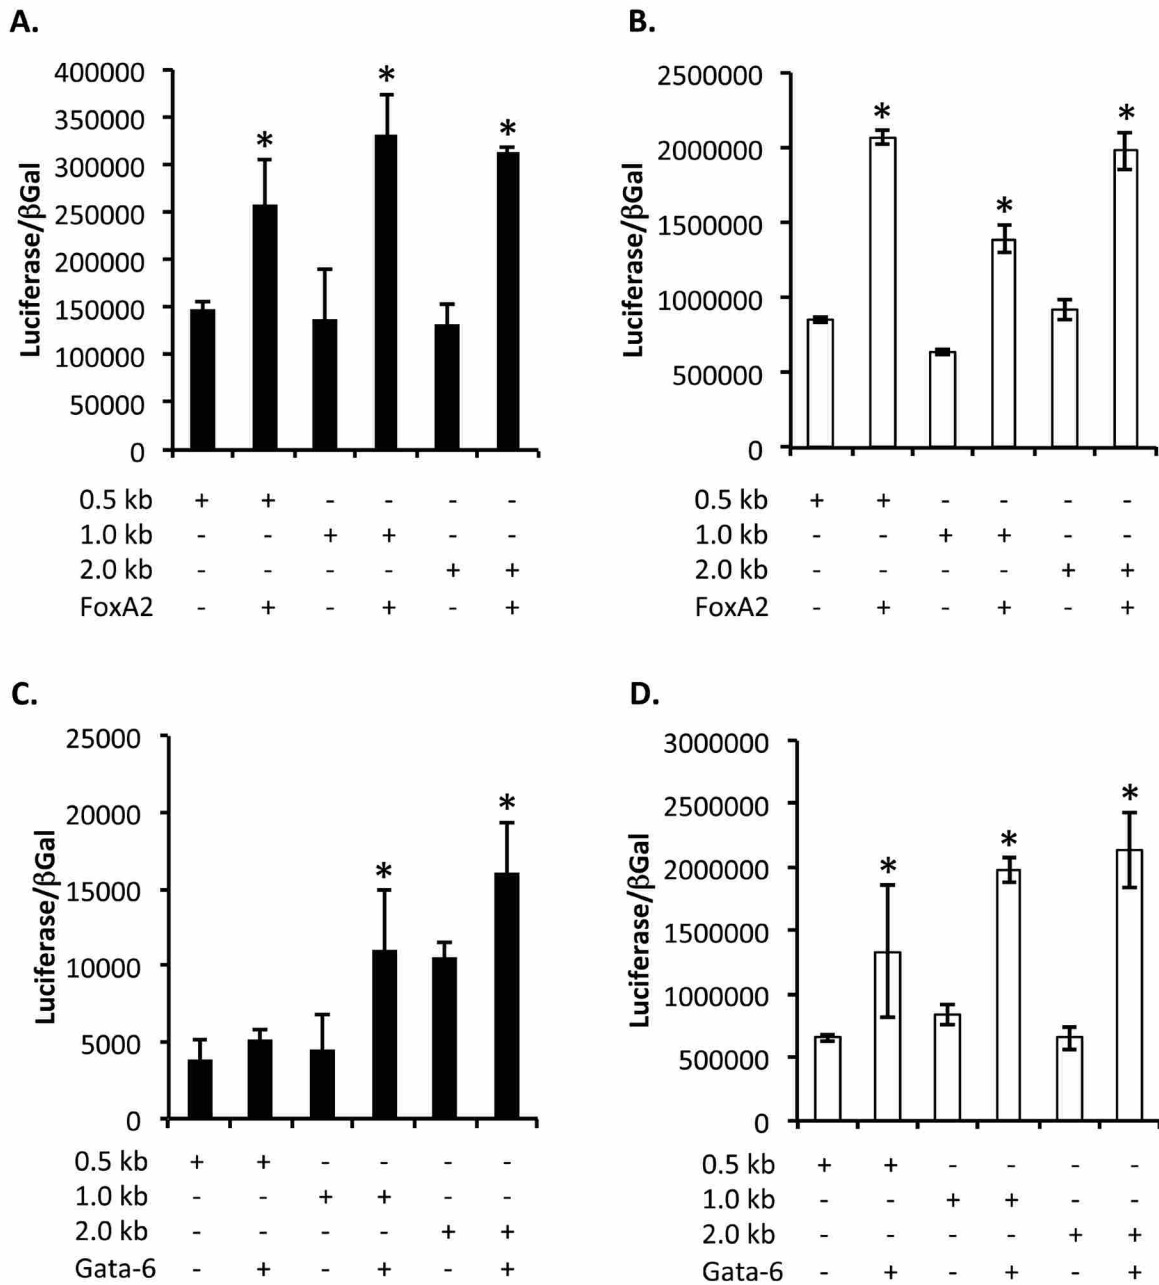 A.
Luciferase/βGal
400000
350000
300000
250000
200000
150000
100000
50000
0
* * *
0.5 kb + + - - - -
1.0 kb - - + + - -
2.0 kb - - - - + +
FoxA2 - + - + - +
B.
Luciferase/βGal
2500000
2000000
1500000
1000000
500000
0
* * *
0.5 kb + + - - - -
1.0 kb - - + + - -
2.0 kb - - - - + +
FoxA2 - + - + - +
C.
Luciferase/βGal
25000
20000
15000
10000
5000
0
* *
0.5 kb + + - - - -
1.0 kb - - + + - -
2.0 kb - - - - + +
Gata-6 - + - + - +
D.
Luciferase/βGal
3000000
2500000
2000000
1500000
1000000
500000
0
* * *
0.5 kb + + - - - -
1.0 kb - - + + - -
2.0 kb - - - - + +
Gata-6 - + - + - +